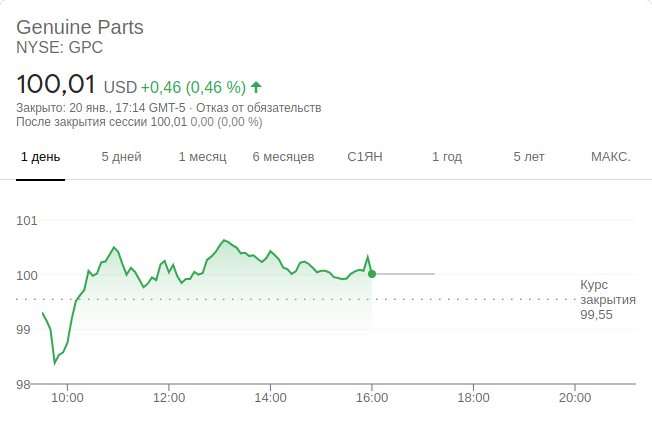 Genuine Parts
NYSE: GPC
100,01 USD +0,46 (0,46 %)
Закрыто: 20 янв., 17:14 GMT-5 · Отказ от обязательств
После закрытия сессии 100,01 0,00 (0,00 %)
1 день 5 дней 1 месяц 6 месяцев С1ЯН 1 год 5 лет МАКС.
101
100
Курс
закрытия
99,55
99
98
10:00 12:00 14:00 16:00 18:00 20:00